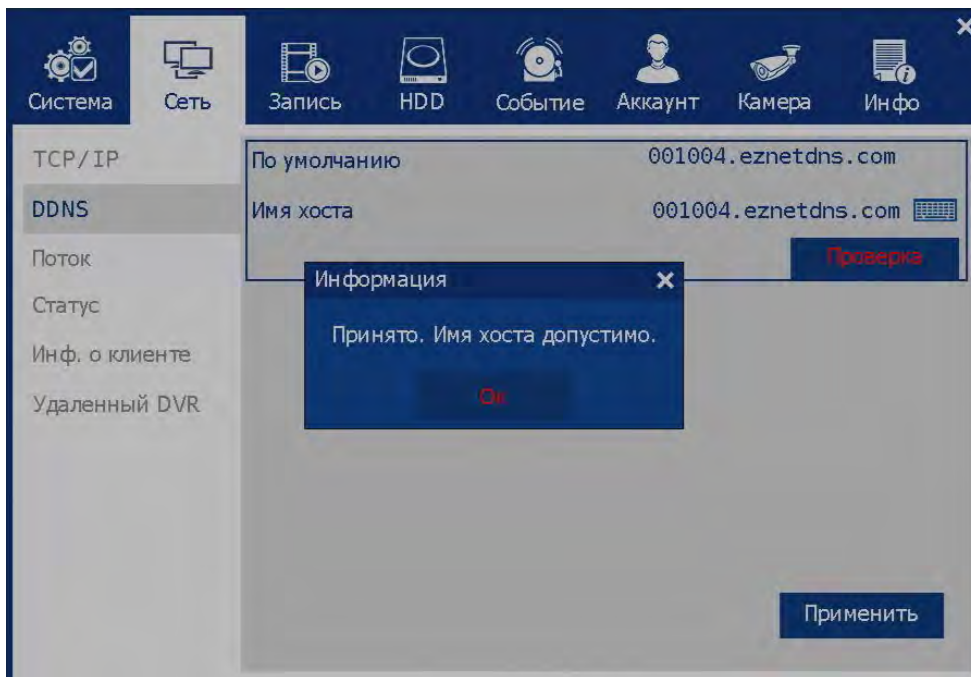 Система Сеть Запись HDD Событие Аккаунт Камера Инфо
TCP/IP
DDNS
Поток
Статус
Инф. о клиенте
Удаленный DVR
По умолчанию 001004.eznetdns.com
Имя хоста 001004.eznetdns.com
Проверка
Информация
Принято. Имя хоста допустимо.
Ок
Применить